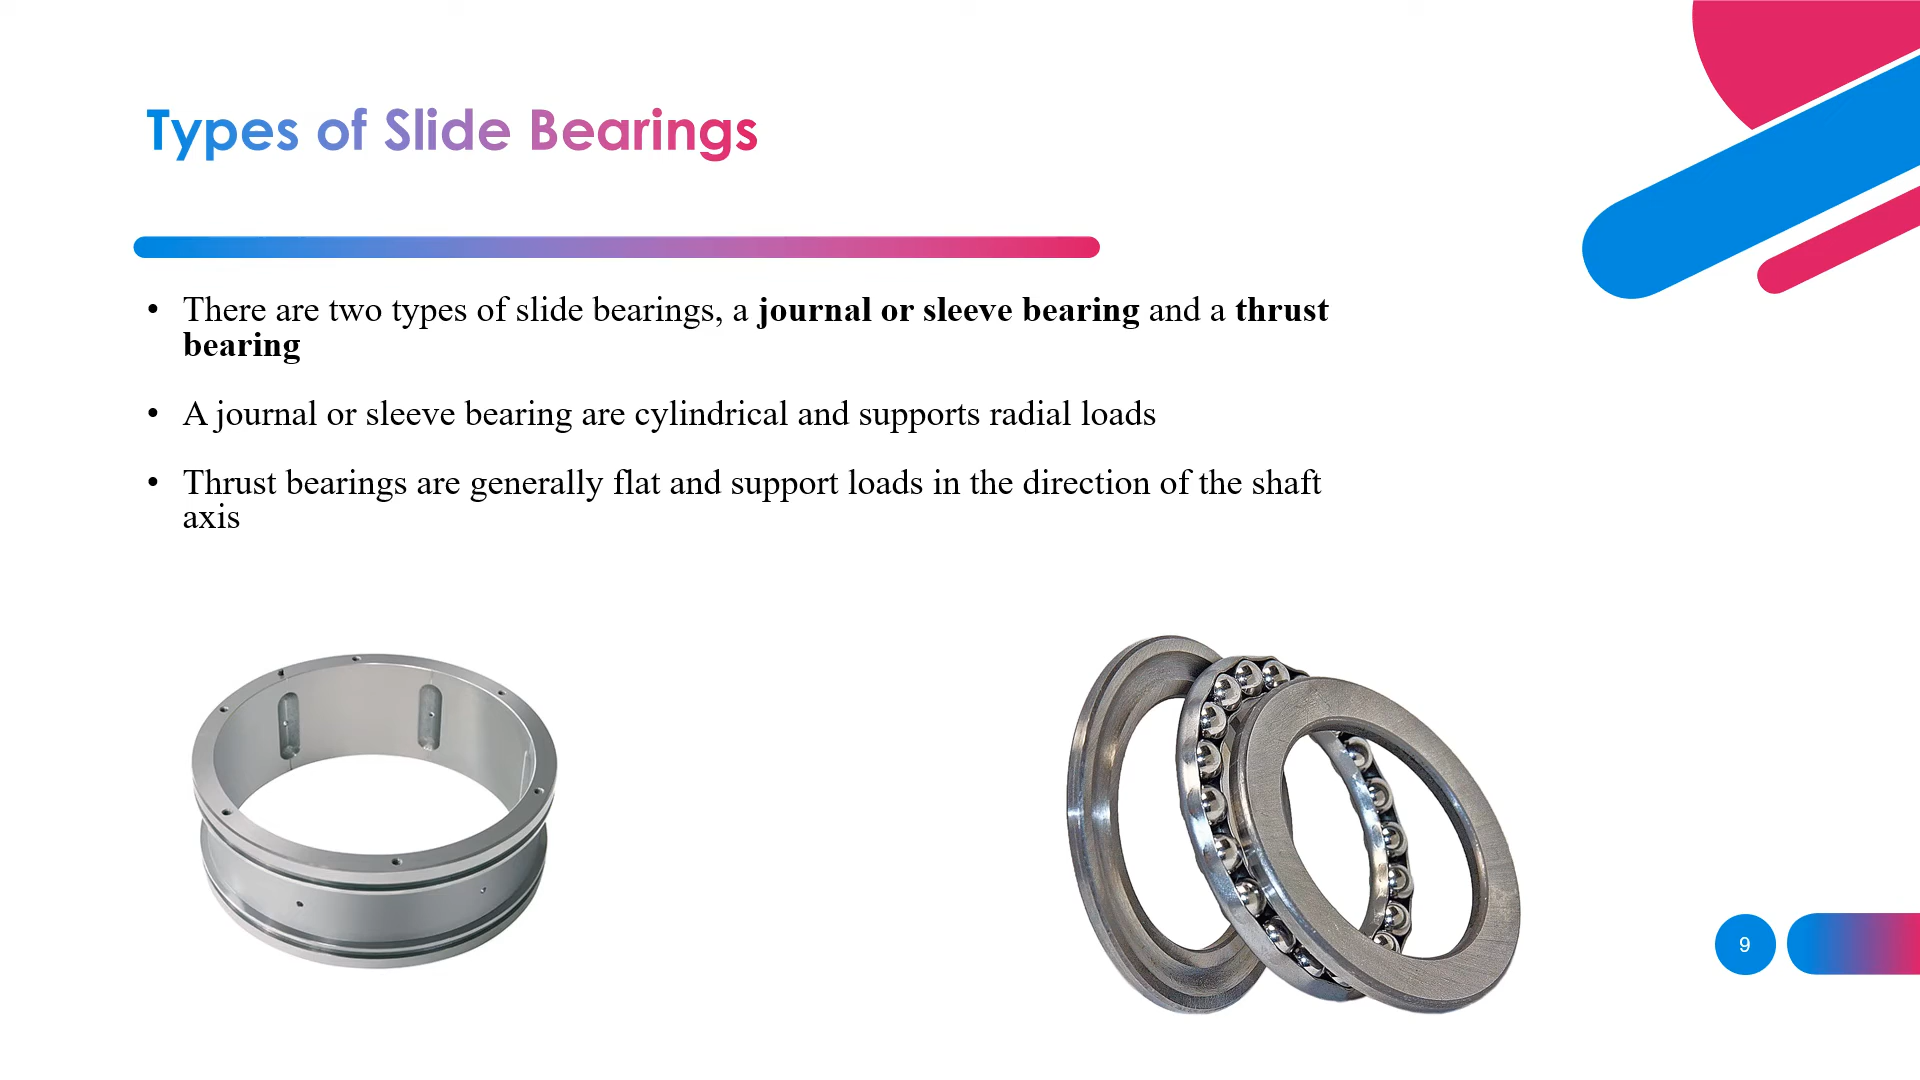 Types of Slide Bearings
• There are two types of slide bearings, a journal or sleeve bearing and a thrust
bearing
• A journal or sleeve bearing are cylindrical and supports radial loads
• Thrust bearings are generally flat and support loads in the direction of the shaft
axis
9